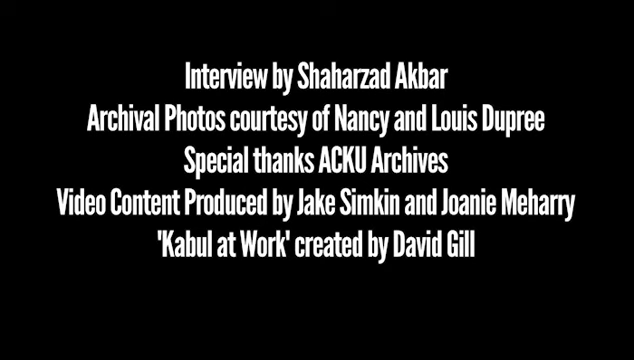 Interview by Shaharzad Akbar
Archival Photos courtesy of Nancy and Louis Dupree
Special thanks ACKU Archives
Video Content Produced by Jake Simkin and Joanie Meharry
'Kabul at Work' created by David Gill